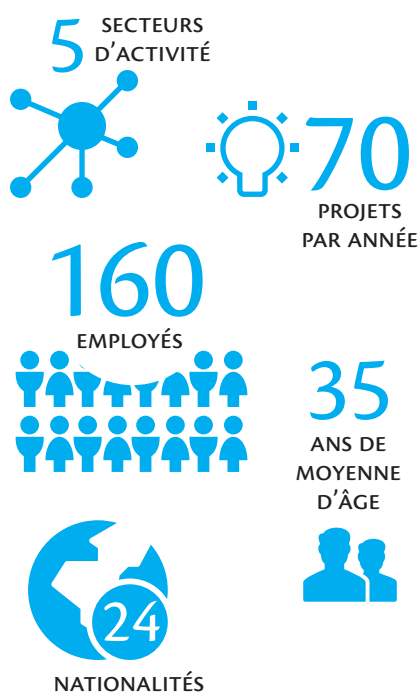 5 SECTEURS
D’ACTIVITÉ
70
PROJETS
PAR ANNÉE
160
EMPLOYÉS
35
ANS DE
MOYENNE
D’ÂGE
24
NATIONALITÉS